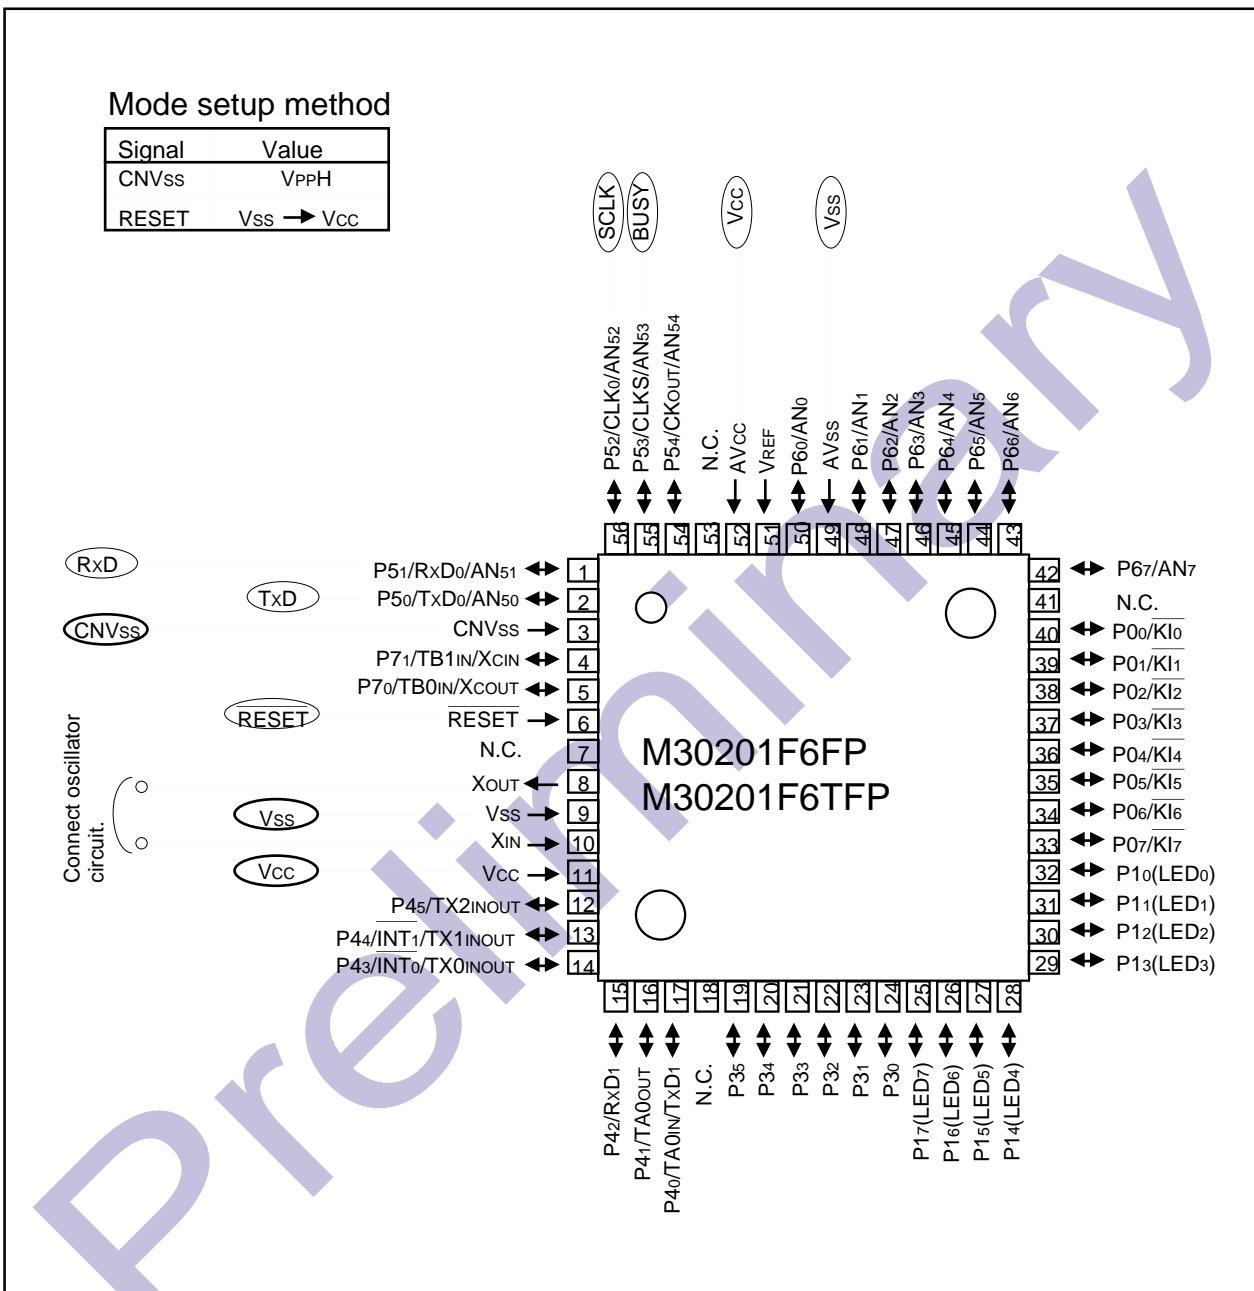 Mode setup method
Signal Value
CNVss VPPH
RESET Vss → Vcc
SCLK
BUSY
Vcc
Vss
P52/CLK0/AN52
P53/CLKS/AN53
P54/CKOUT/AN54
N.C.
AVCC
VREF
P60/AN0
AVSS
P61/AN1
P62/AN2
P63/AN3
P64/AN4
P65/AN5
P66/AN6
56 55 54 53 52 51 50 49 48 47 46 45 44 43
RxD
TxD
CNVss
RESET
Connect oscillator
circuit.
Vss
Vcc
P51/RxD0/AN51 1
P50/TxD0/AN50 2
CNVss 3
P71/TB1IN/XCIN 4
P70/TB0IN/XCOUT 5
RESET 6
N.C. 7
XOUT 8
Vss 9
XIN 10
Vcc 11
P45/TX2INOUT 12
P44/INT1/TX1INOUT 13
P43/INT0/TX0INOUT 14
M30201F6FP
M30201F6TFP
42 P67/AN7
41 N.C.
40 P00/KI0
39 P01/KI1
38 P02/KI2
37 P03/KI3
36 P04/KI4
35 P05/KI5
34 P06/KI6
33 P07/KI7
32 P10(LED0)
31 P11(LED1)
30 P12(LED2)
29 P13(LED3)
15 16 17 18 19 20 21 22 23 24 25 26 27 28
P42/RxD1
P41/TA0OUT
P40/TA0IN/TxD1
N.C.
P35
P34
P33
P32
P31
P30
P17(LED7)
P16(LED6)
P15(LED5)
P14(LED4)
Preliminary